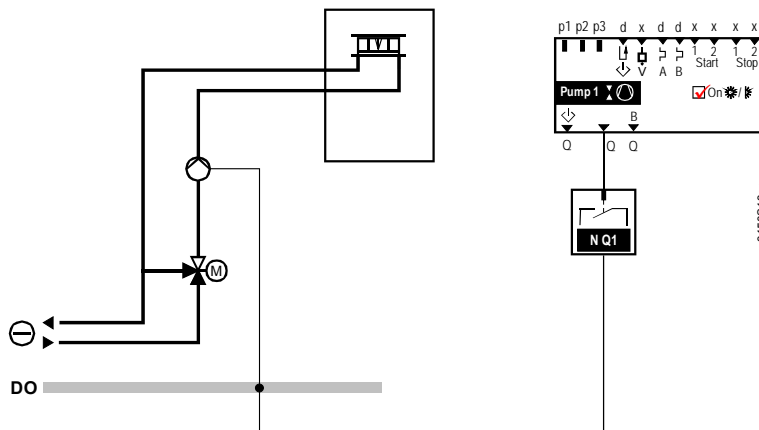 p1 p2 p3 d x d d x x x x
1 2 1 2
Start Stop
V A B
Pump 1 On /
B
Q Q Q
N Q1
M
DO